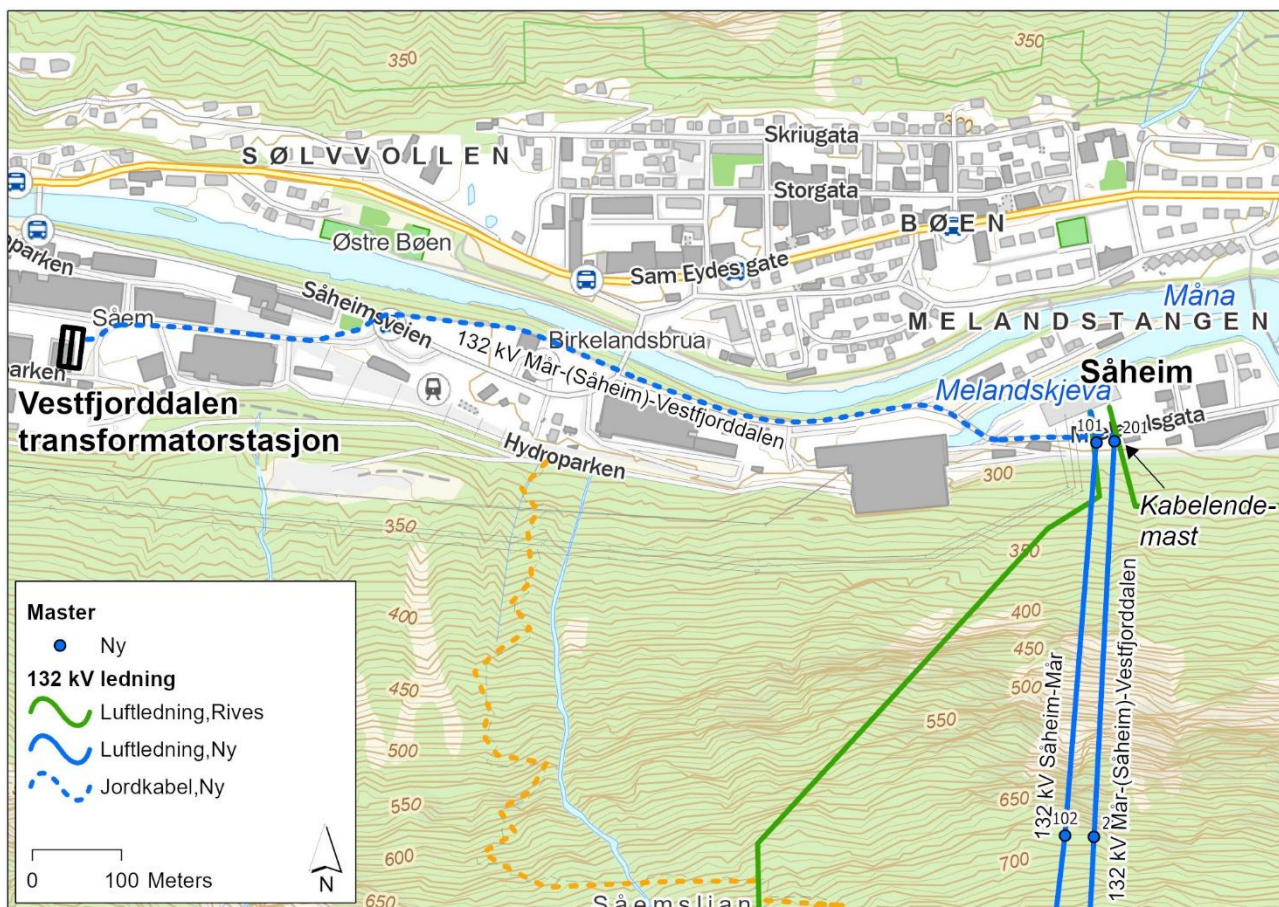 350
350
300
Skriugata
SØLVVOLLEN
Storgata
BØEN
Østre Bøen
Sam Eydes gate
Måna
Såheimsveien
MELANDSTANGEN
Såem
Birkelandsbrua
132 kV Mår-(Såheim)-Vestfjorddalen
Såheim
Melandskjeva
parken
Vestfjorddalen
transformatorstasjon
101
201
lsgata
Hydroparken
300
Kabelende-
mast
350
350
400
400
450
450
500
500
550
550
600
650
650
700
132 kV Såheim-Mår
132 kV Mår-(Såheim)-Vestfjorddalen
102
2
Master
Ny
132 kV ledning
Luftledning,Rives
Luftledning,Ny
Jordkabel,Ny
0 100 Meters
N
Såemslian